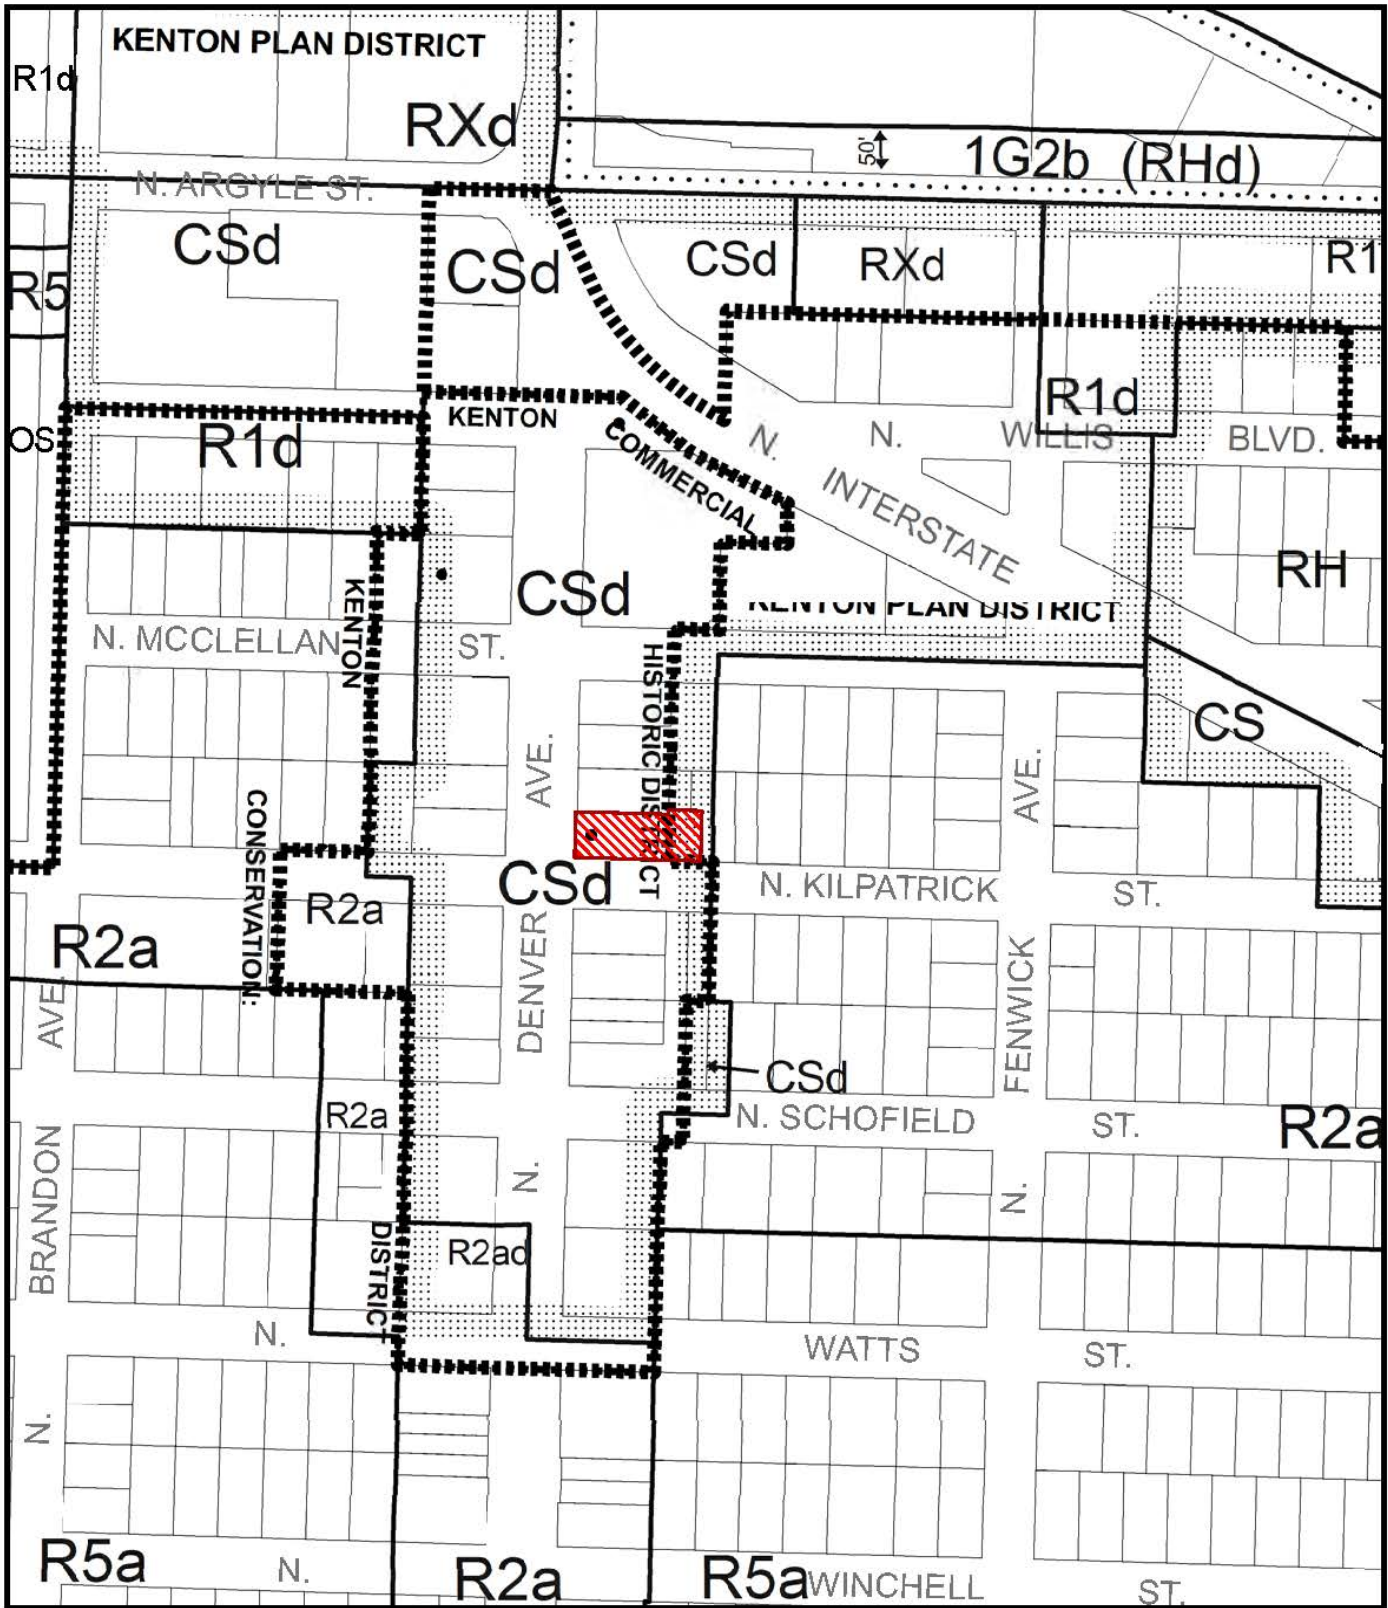 KENTON PLAN DISTRICT
R1d
RXd
50'
1G2b (RHd)
N. ARGYLE ST.
CSd
CSd
CSd
RXd
R1
R5
R1d
KENTON
COMMERCIAL
N.
N.
WILLIS
BLVD.
OS
R1d
INTERSTATE
RH
CSd
KENTON PLAN DISTRICT
KENTON
N. MCCLELLAN
ST.
HISTORIC DISTRICT
CS
AVE.
AVE.
CONSERVATION:
CSd
N. KILPATRICK
ST.
R2a
R2a
DENVER
FENWICK
AVE.
CSd
R2a
N. SCHOFIELD
ST.
R2a
BRANDON
N.
N.
DISTRICT
R2ad
N.
WATTS
ST.
N.
R5a
N.
R2a
R5a
WINCHELL
ST.